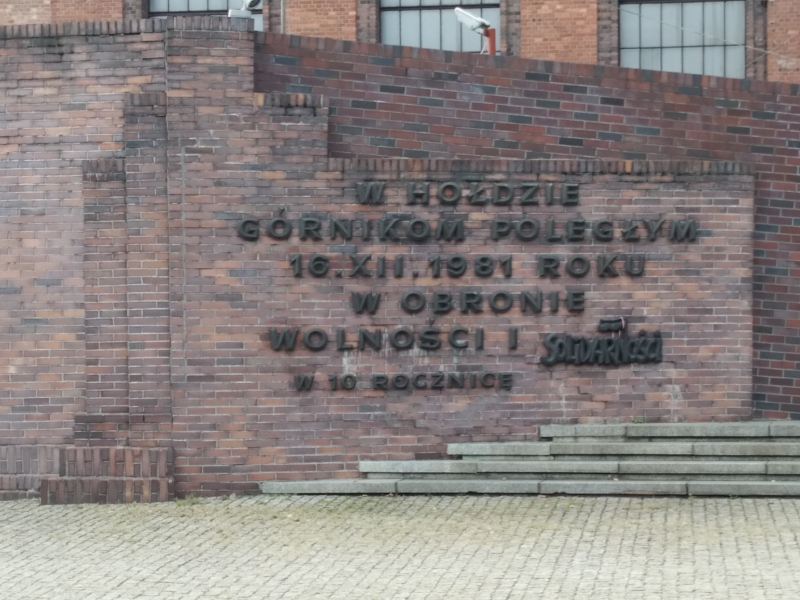 W HOŁDZIE
GÓRNIKOM POLEGŁYM
16.XII.1981 ROKU
W OBRONIE
WOLNOŚCI I SOLIDARNOŚCI
W 10 ROCZNICĘ